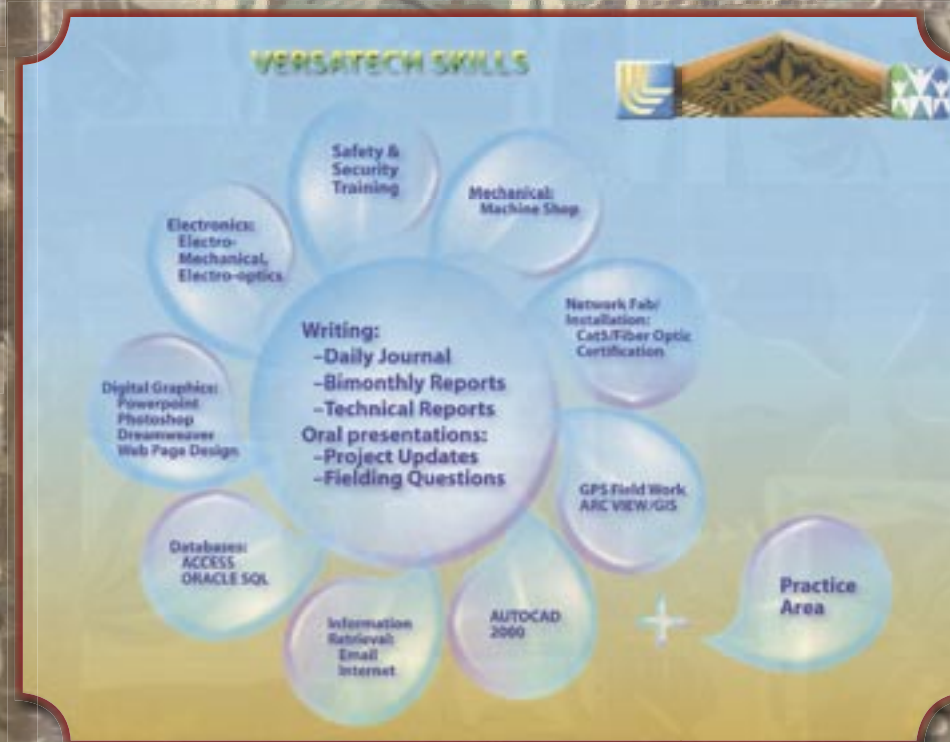 VERSATECH SKILLS
Safety &
Security
Training
Mechanical:
Machine Shop
Electronics:
Electro-
Mechanical,
Electro-optics
Network Fab/
Installation:
Cat5/Fiber Optic
Certification
Writing:
–Daily Journal
–Bimonthly Reports
–Technical Reports
Oral presentations:
–Project Updates
–Fielding Questions
Digital Graphics:
Powerpoint
Photoshop
Dreamweaver
Web Page Design
GPS Field Work
ARC VIEW/GIS
Databases:
ACCESS
ORACLE SQL
Information
Retrieval:
Email
Internet
AUTOCAD
2000
+
Practice
Area